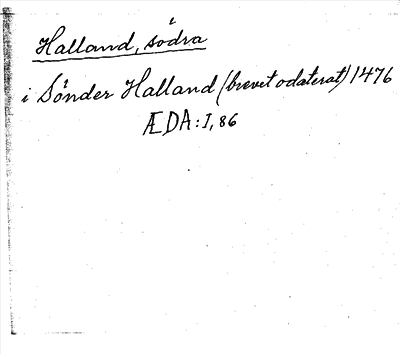 Halland, södra
i Sönder Halland (brevet odaterat) 1476
ÆDA: I, 86